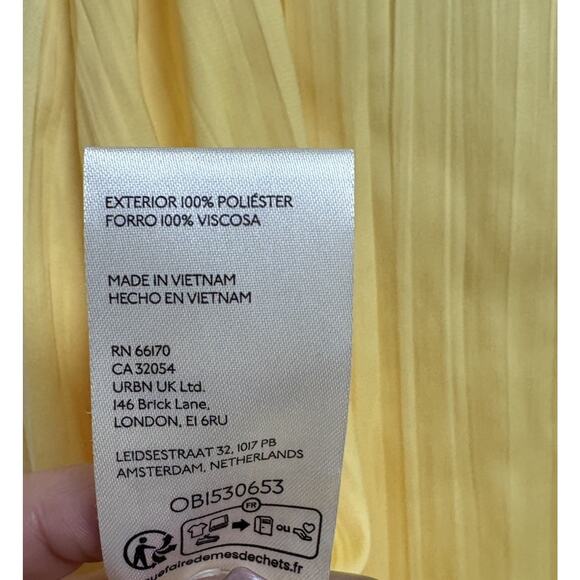 EXTERIOR 100% POLIÉSTER
FORRO 100% VISCOSA
MADE IN VIETNAM
HECHO EN VIETNAM
RN 66170
CA 32054
URBN UK Ltd.
146 Brick Lane,
LONDON, E1 6RU
LEIDSESTRAAT 32, 1017 PB
AMSTERDAM, NETHERLANDS
OB1530653
FR
ou
quefairedemesdechets.fr